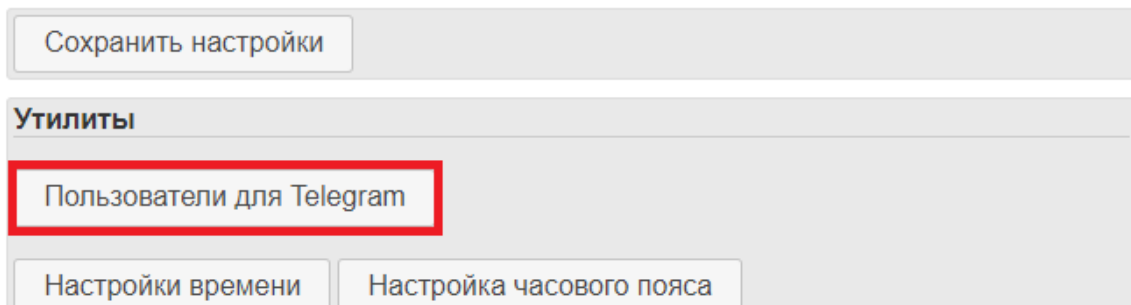 Сохранить настройки
Утилиты
Пользователи для Telegram
Настройки времени Настройка часового пояса